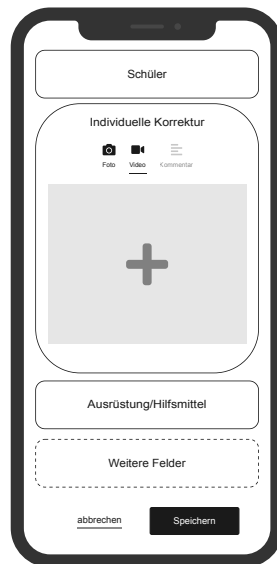 Schüler
Individuelle Korrektur
Foto Video Kommentar
Ausrüstung/Hilfsmittel
Weitere Felder
abbrechen Speichern